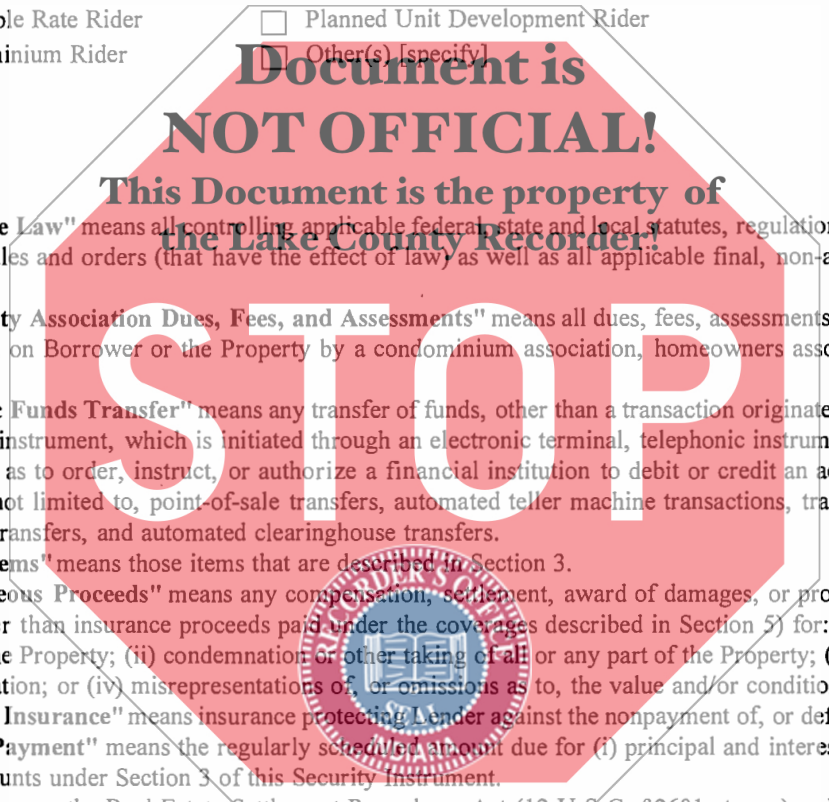 ble Rate Rider Planned Unit Development Rider
inium Rider Other(s) [specify]
Document is
NOT OFFICIAL!
This Document is the property of
the Lake County Recorder!
e Law" means all controlling applicable federal, state and local statutes, regulation
les and orders (that have the effect of law) as well as all applicable final, non-a
ty Association Dues, Fees, and Assessments" means all dues, fees, assessments
on Borrower or the Property by a condominium association, homeowners asso
c Funds Transfer" means any transfer of funds, other than a transaction originate
instrument, which is initiated through an electronic terminal, telephonic instrum
as to order, instruct, or authorize a financial institution to debit or credit an a
not limited to, point-of-sale transfers, automated teller machine transactions, tra
ransfers, and automated clearinghouse transfers.
STOP
ems" means those items that are described in Section 3.
eous Proceeds" means any compensation, settlement, award of damages, or pro
r than insurance proceeds paid under the coverages described in Section 5) for:
e Property; (ii) condemnation or other taking of all or any part of the Property; (
tion; or (iv) misrepresentations of, or omissions as to, the value and/or conditio
Insurance" means insurance protecting Lender against the nonpayment of, or def
Payment" means the regularly scheduled amount due for (i) principal and interes
unts under Section 3 of this Security Instrument.
RECORDER'S OFFICE
SEAL
INDIANA